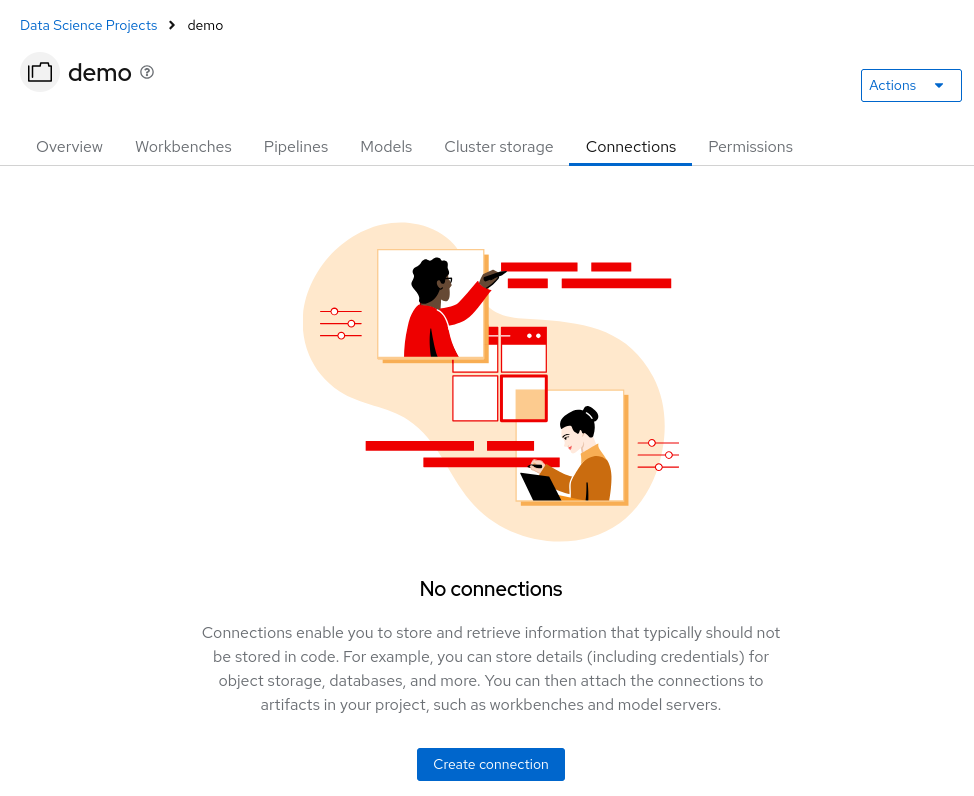 Data Science Projects demo
demo
Actions
Overview Workbenches Pipelines Models Cluster storage Connections Permissions
No connections
Connections enable you to store and retrieve information that typically should not
be stored in code. For example, you can store details (including credentials) for
object storage, databases, and more. You can then attach the connections to
artifacts in your project, such as workbenches and model servers.
Create connection